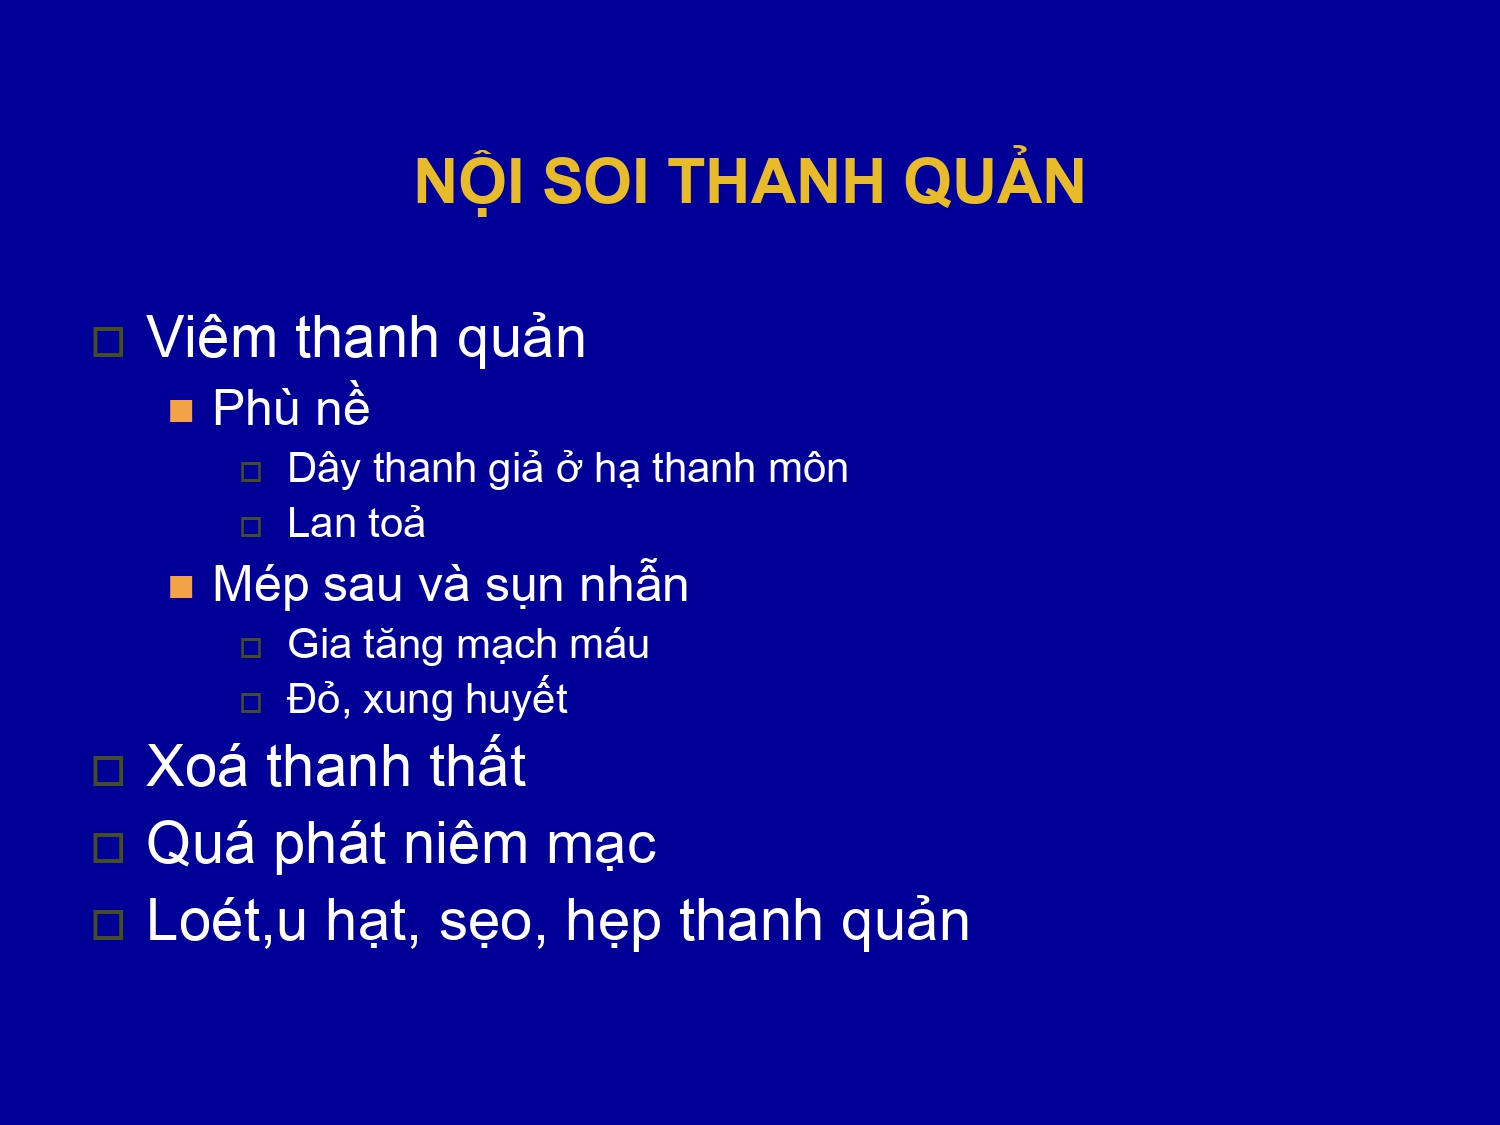 NỘI SOI THANH QUẢN
Viêm thanh quản
Phù nề
Dây thanh giả ở hạ thanh môn
Lan toả
Mép sau và sụn nhẫn
Gia tăng mạch máu
Đỏ, xung huyết
Xoá thanh thất
Quá phát niêm mạc
Loét,u hạt, sẹo, hẹp thanh quản